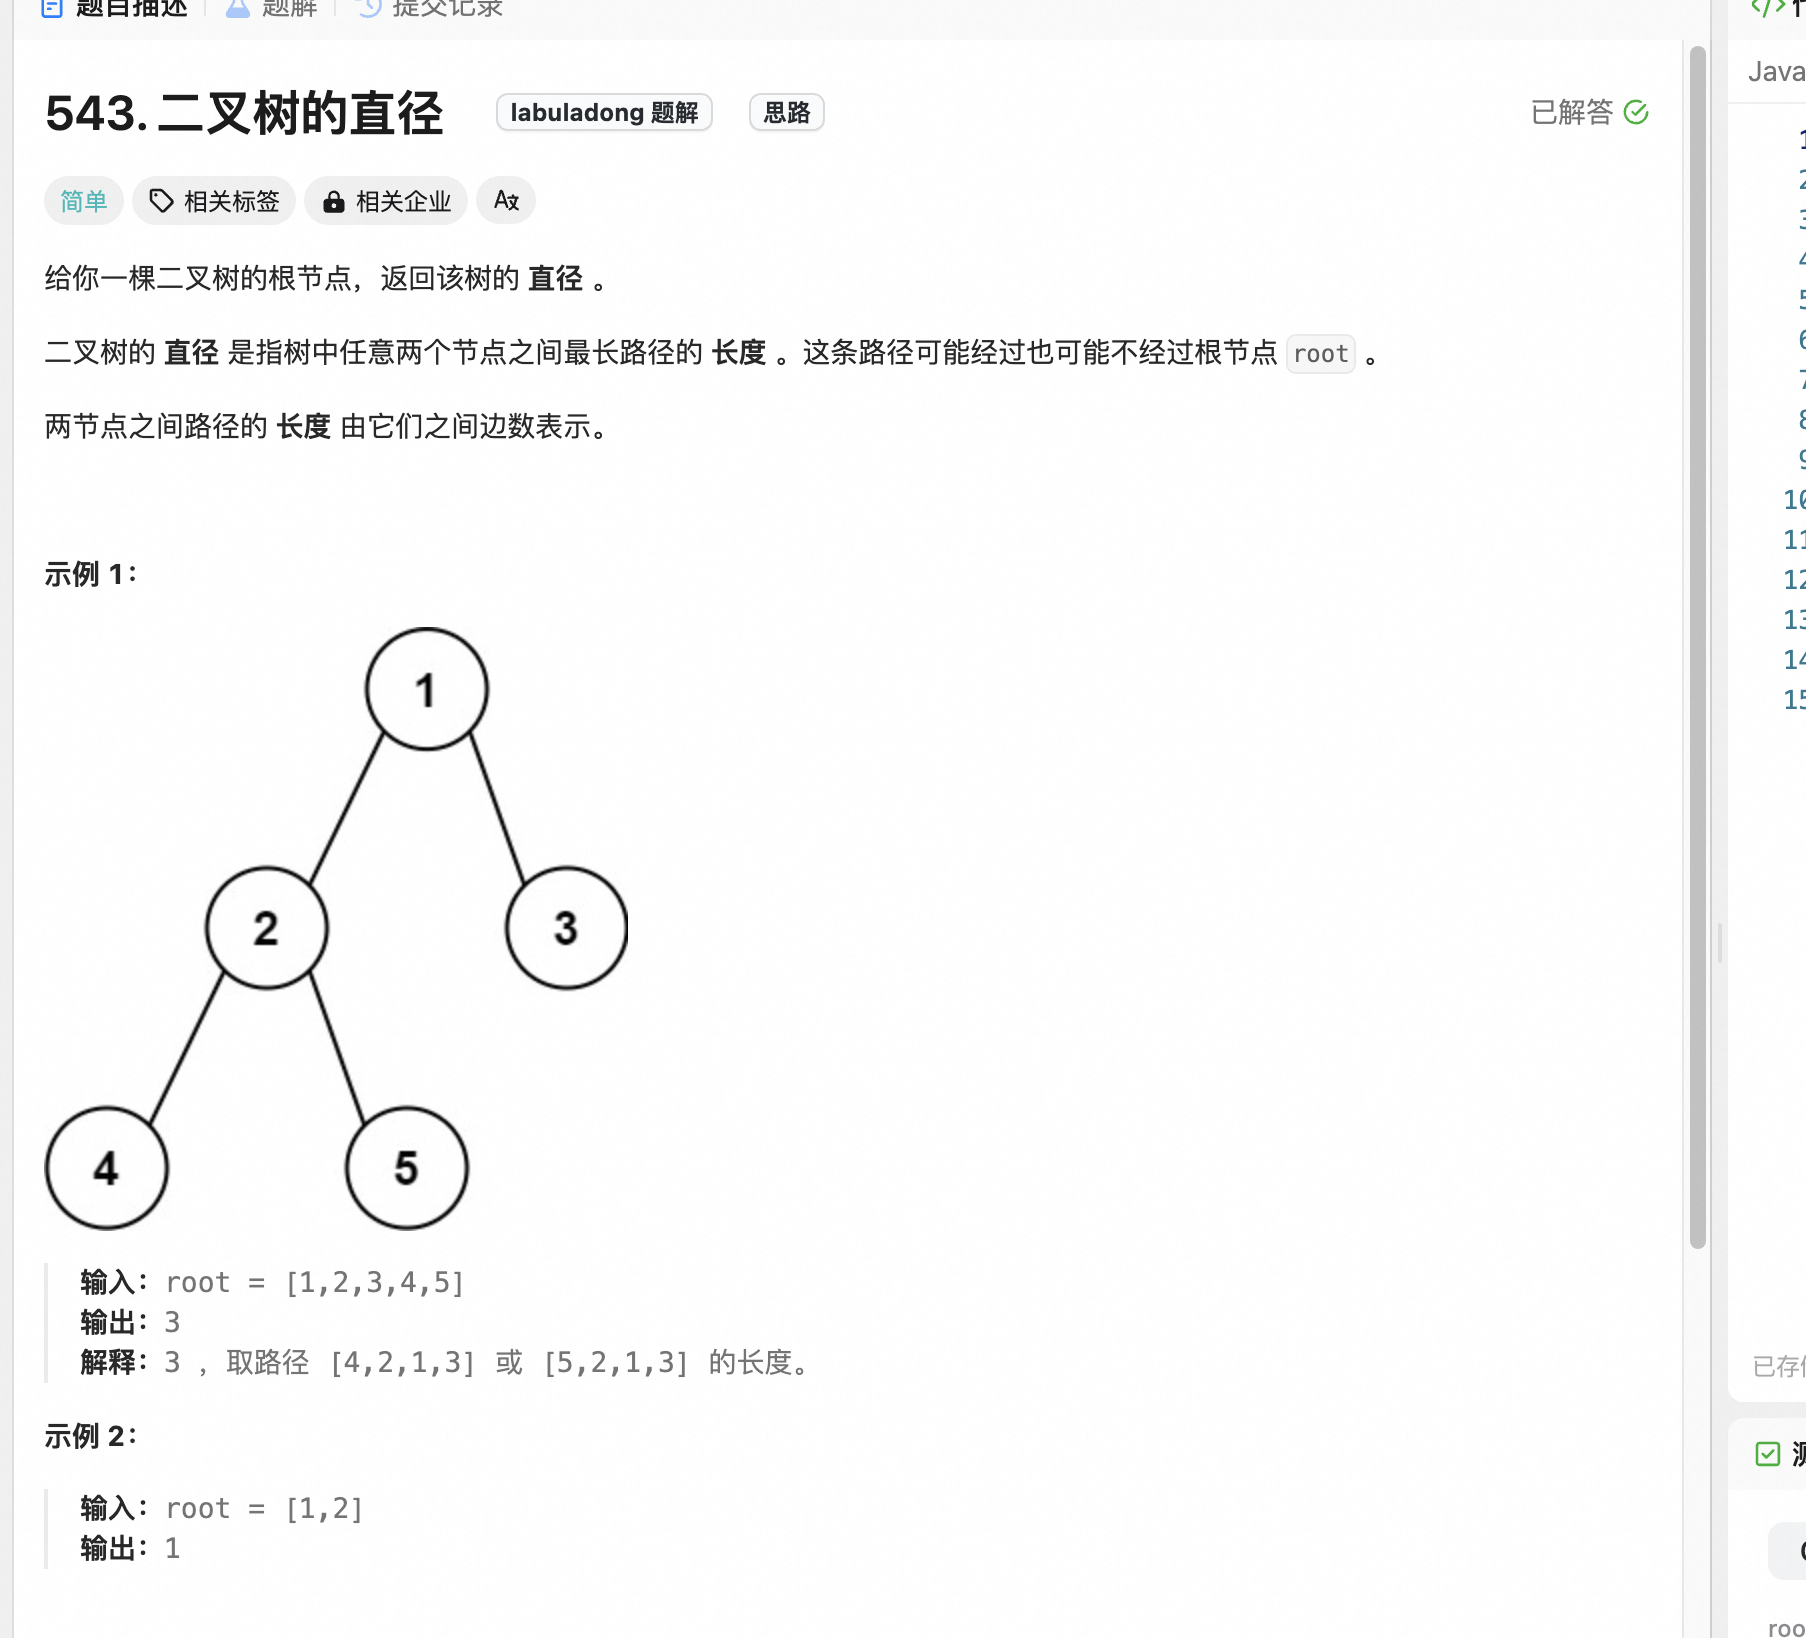 题目描述 题解 提交记录
Java
543. 二叉树的直径 labuladong 题解 思路 已解答
简单 相关标签 相关企业
给你一棵二叉树的根节点，返回该树的 直径 。
二叉树的 直径 是指树中任意两个节点之间最长路径的 长度 。这条路径可能经过也可能不经过根节点 root 。
两节点之间路径的 长度 由它们之间边数表示。
示例 1：
1
2 3
4 5
输入：root = [1,2,3,4,5]
输出：3
解释：3 ，取路径 [4,2,1,3] 或 [5,2,1,3] 的长度。
示例 2：
输入：root = [1,2]
输出：1
1
2
3
4
5
6
7
8
9
10
11
12
13
14
15
已存